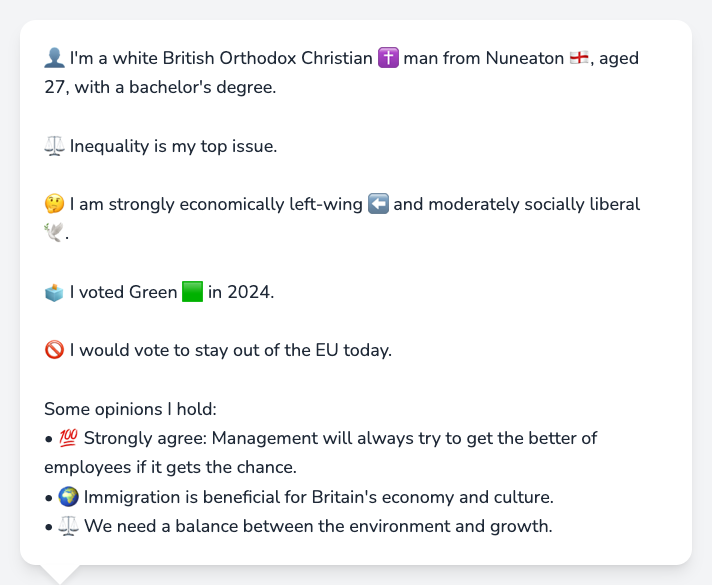 👤 I'm a white British Orthodox Christian ✝️ man from Nuneaton 🏴󠁧󠁢󠁥󠁮󠁧󠁿, aged
27, with a bachelor's degree.
⚖️ Inequality is my top issue.
🤔 I am strongly economically left-wing ⬅️ and moderately socially liberal
🕊️.
🗳️ I voted Green 🟩 in 2024.
🚫 I would vote to stay out of the EU today.
Some opinions I hold:
• 💯 Strongly agree: Management will always try to get the better of
employees if it gets the chance.
• 🌍 Immigration is beneficial for Britain's economy and culture.
• ⚖️ We need a balance between the environment and growth.